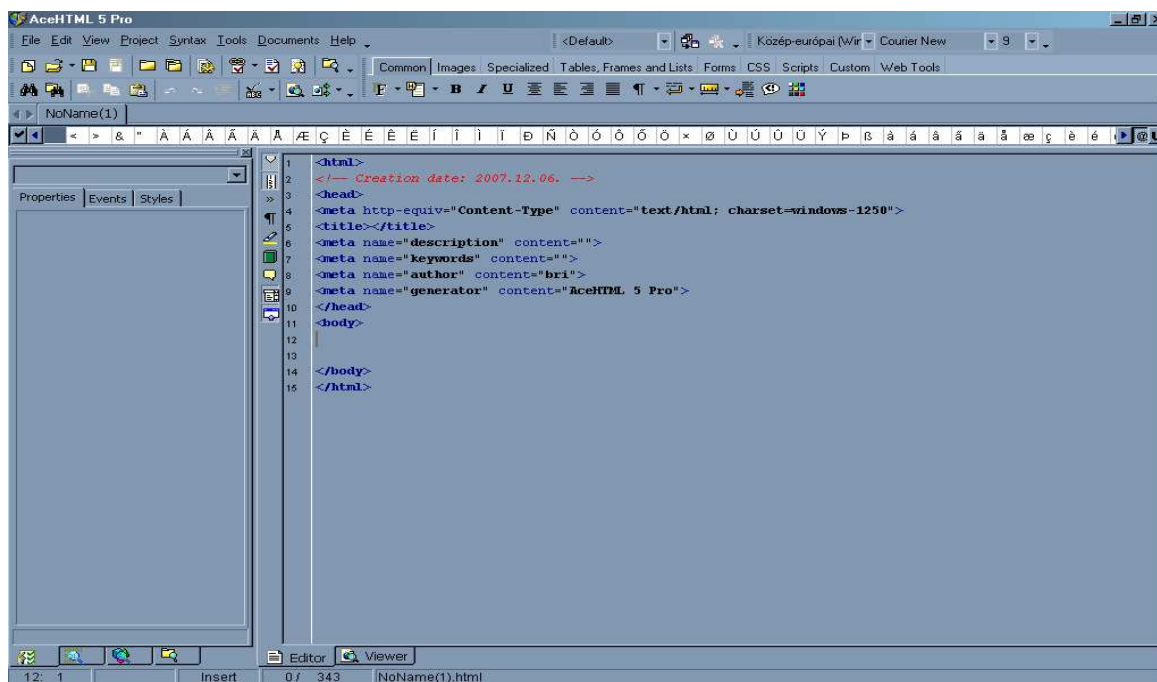 AceHTML 5 Pro
File Edit View Project Syntax Tools Documents Help <Default> Közép-európai (Wir Courier New 9
Common Images Specialized Tables, Frames and Lists Forms CSS Scripts Custom Web Tools
B I U ¶
NoName(1)
< > & " À Á Â Ã Ä Å Æ Ç È É Ê Ë Í Î Ì Ï Ð Ñ Ò Ó Ô Ő Ö × Ø Ù Ú Û Ü Ý Þ ß à á â ã ä å æ ç è é @
Properties Events Styles
1 <html>
2 <!-- Creation date: 2007.12.06. -->
3 <head>
4 <meta http-equiv="Content-Type" content="text/html; charset=windows-1250">
5 <title></title>
6 <meta name="description" content="">
7 <meta name="keywords" content="">
8 <meta name="author" content="bri">
9 <meta name="generator" content="AceHTML 5 Pro">
10 </head>
11 <body>
12
13
14 </body>
15 </html>
Editor Viewer
12: 1 Insert 0 / 343 NoName(1).html